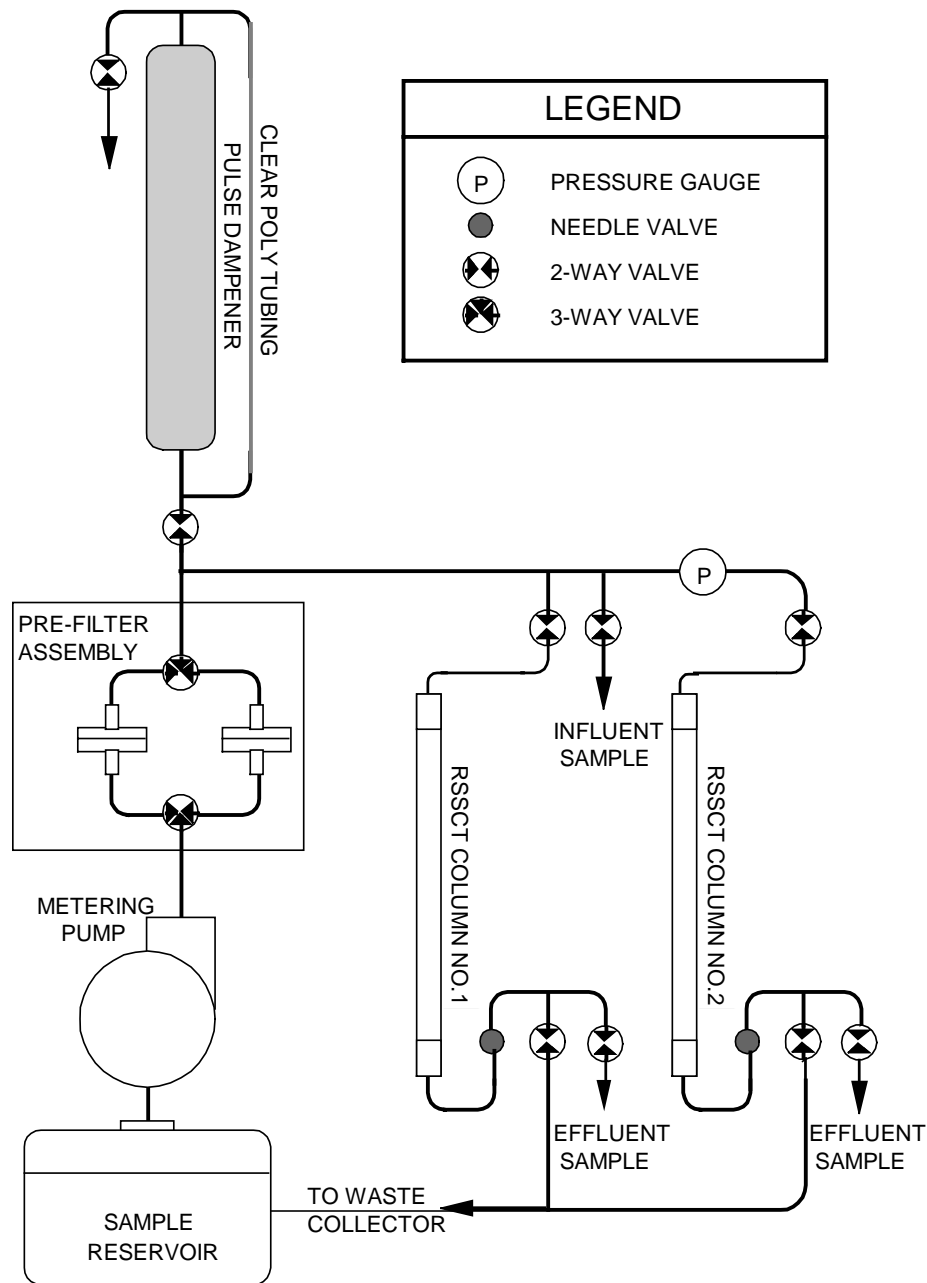 CLEAR POLY TUBING
PULSE DAMPENER
LEGEND
P
PRESSURE GAUGE
NEEDLE VALVE
2-WAY VALVE
3-WAY VALVE
P
PRE-FILTER
ASSEMBLY
INFLUENT
SAMPLE
RSSCT COLUMN NO.1
RSSCT COLUMN NO.2
METERING
PUMP
EFFLUENT
SAMPLE
EFFLUENT
SAMPLE
TO WASTE
COLLECTOR
SAMPLE
RESERVOIR